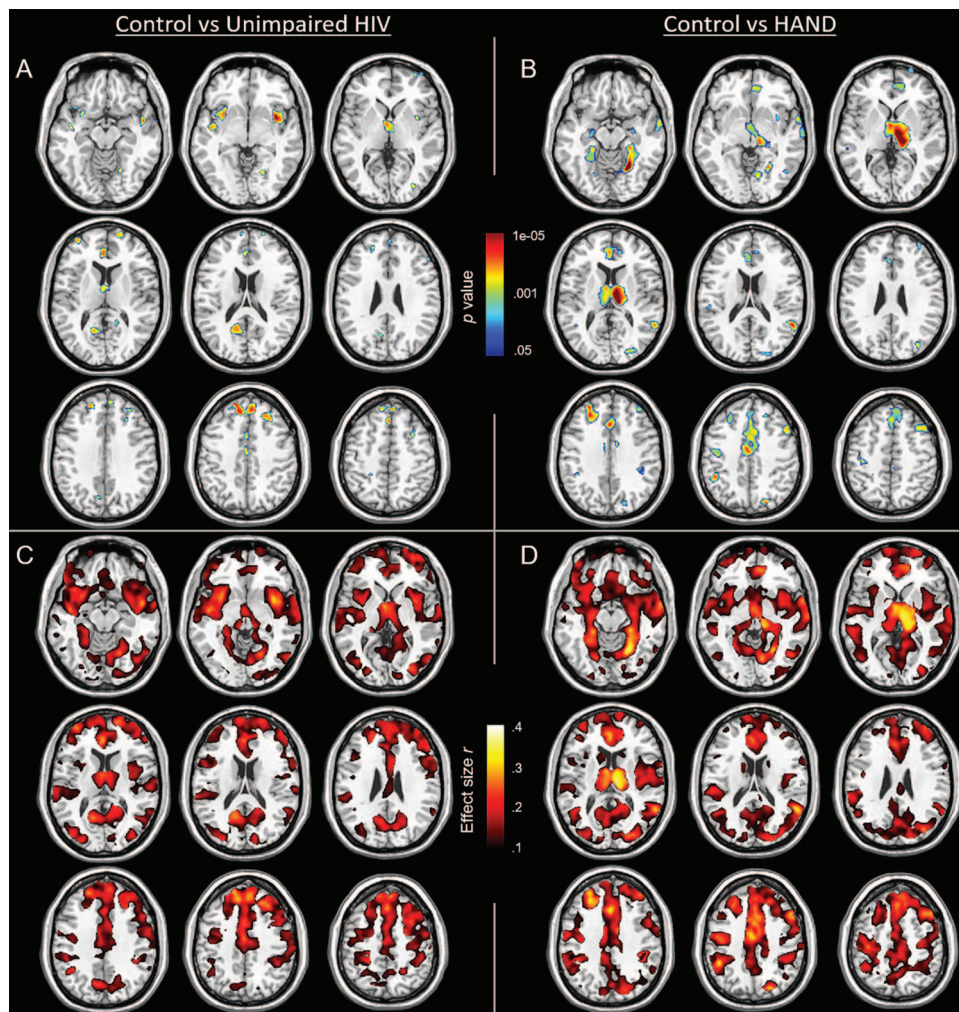 Control vs Unimpaired HIV
Control vs HAND
A
B
1e-05
.001
.05
p value
C
D
.4
.3
.2
.1
Effect size r